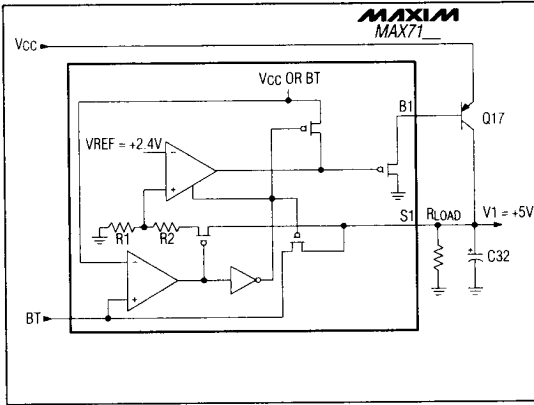 MAXIM
MAX71__
VCC
VCC OR BT
B1
Q17
VREF = +2.4V
−
+
S1
RLOAD
V1 = +5V
R1
R2
+
C32
−
+
BT